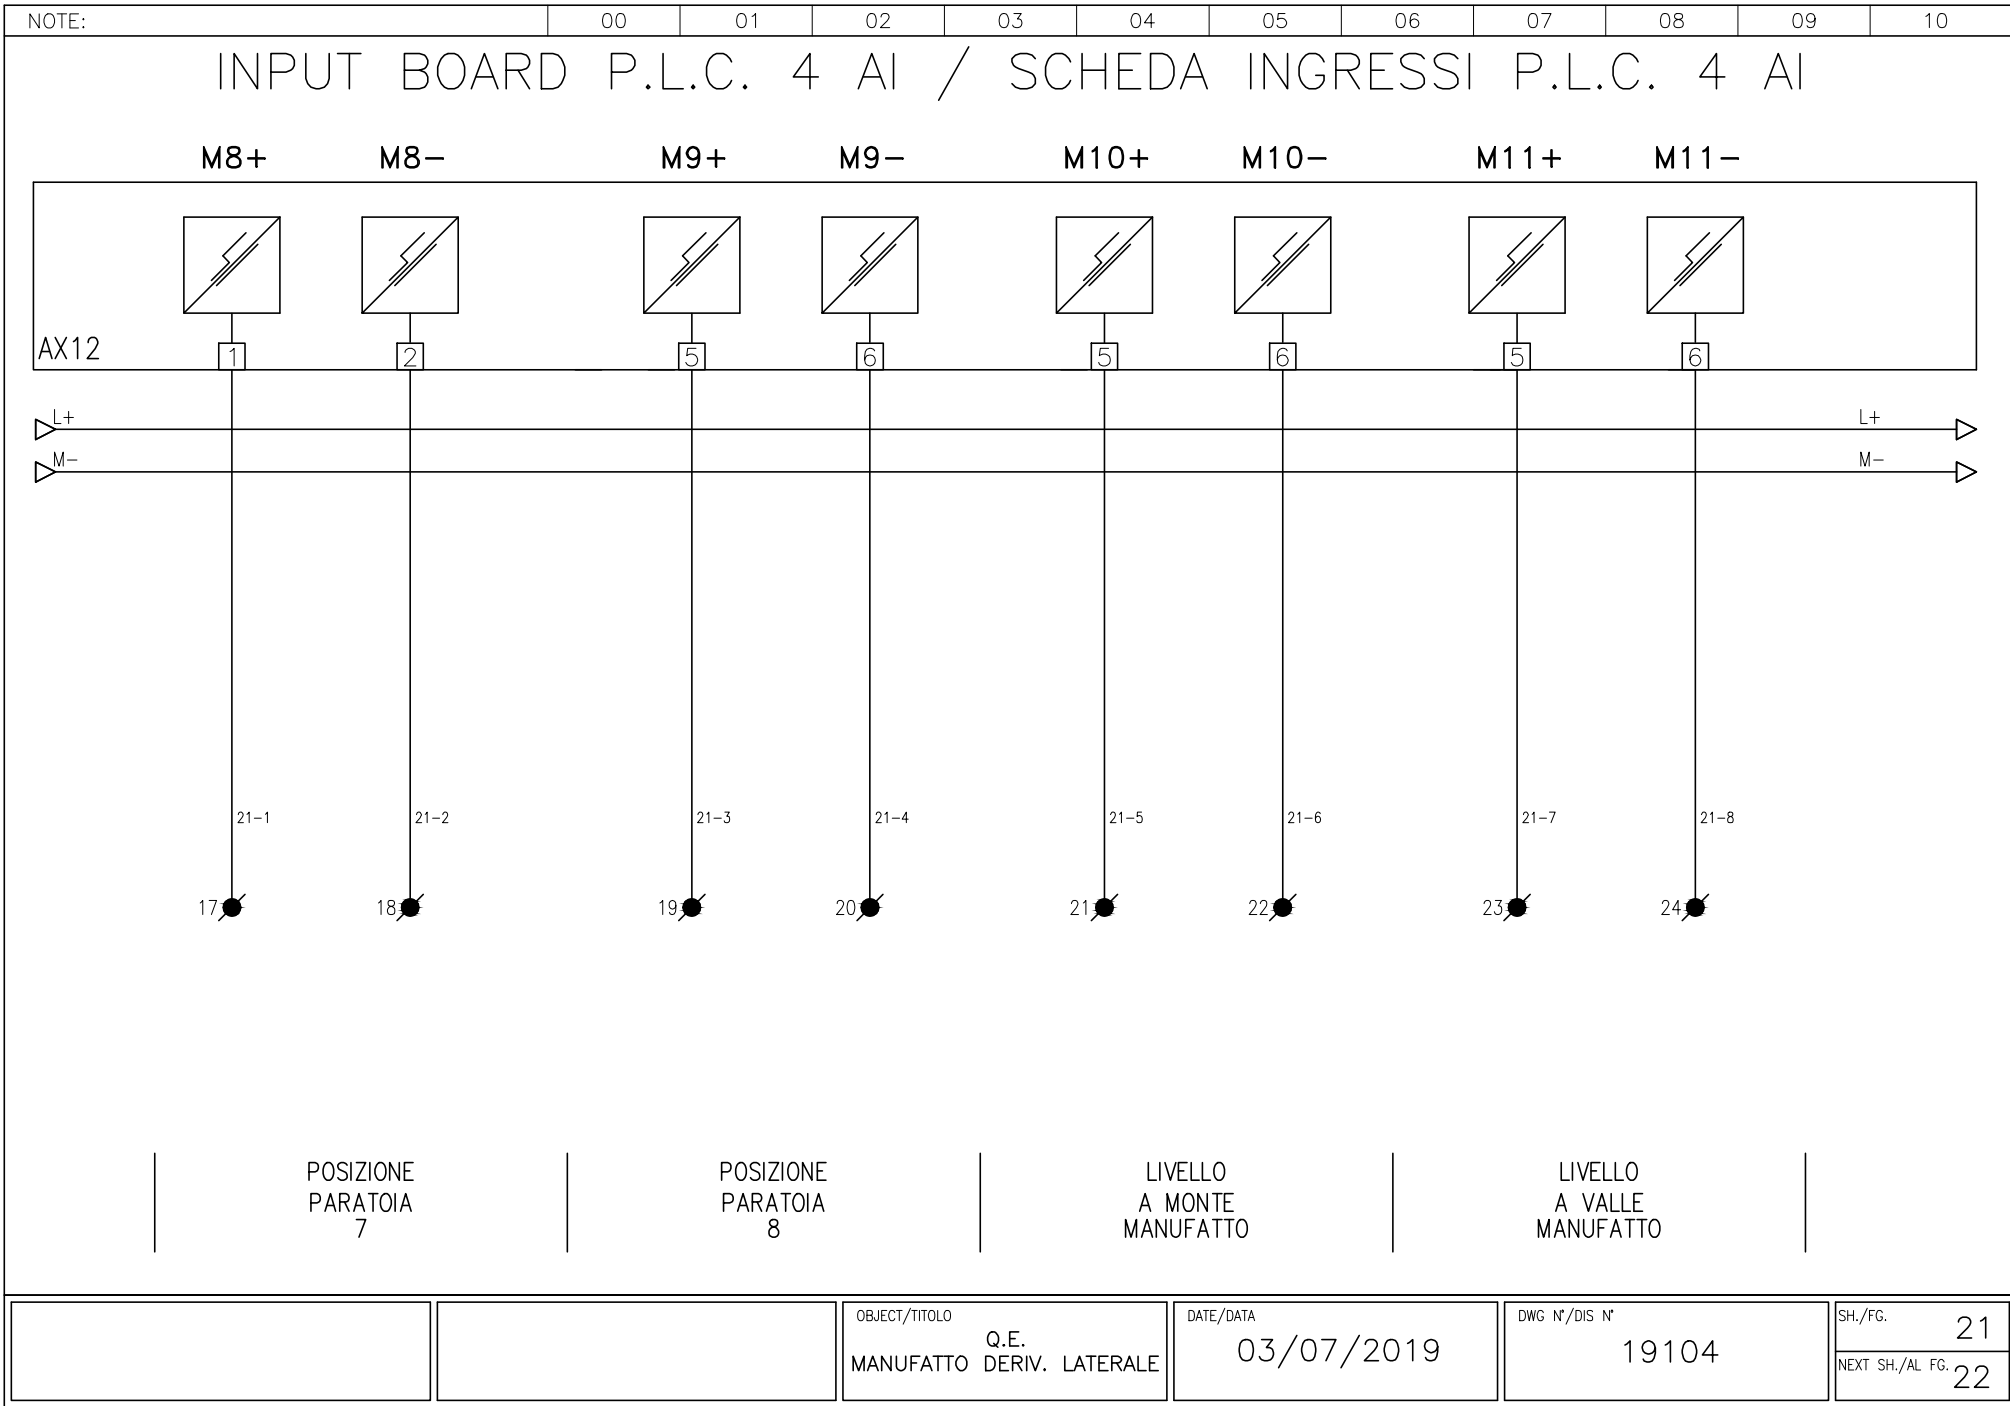 NOTE: 00 01 02 03 04 05 06 07 08 09 10
INPUT BOARD P.L.C. 4 AI / SCHEDA INGRESSI P.L.C. 4 AI
M8+ M8- M9+ M9- M10+ M10- M11+ M11-
AX12 1 2 5 6 5 6 5 6
L+ L+
M- M-
21-1 21-2 21-3 21-4 21-5 21-6 21-7 21-8
17 18 19 20 21 22 23 24
POSIZIONE
PARATOIA
7
POSIZIONE
PARATOIA
8
LIVELLO
A MONTE
MANUFATTO
LIVELLO
A VALLE
MANUFATTO
OBJECT/TITOLO
Q.E.
MANUFATTO DERIV. LATERALE
DATE/DATA
03/07/2019
DWG N°/DIS N°
19104
SH./FG. 21
NEXT SH./AL FG. 22